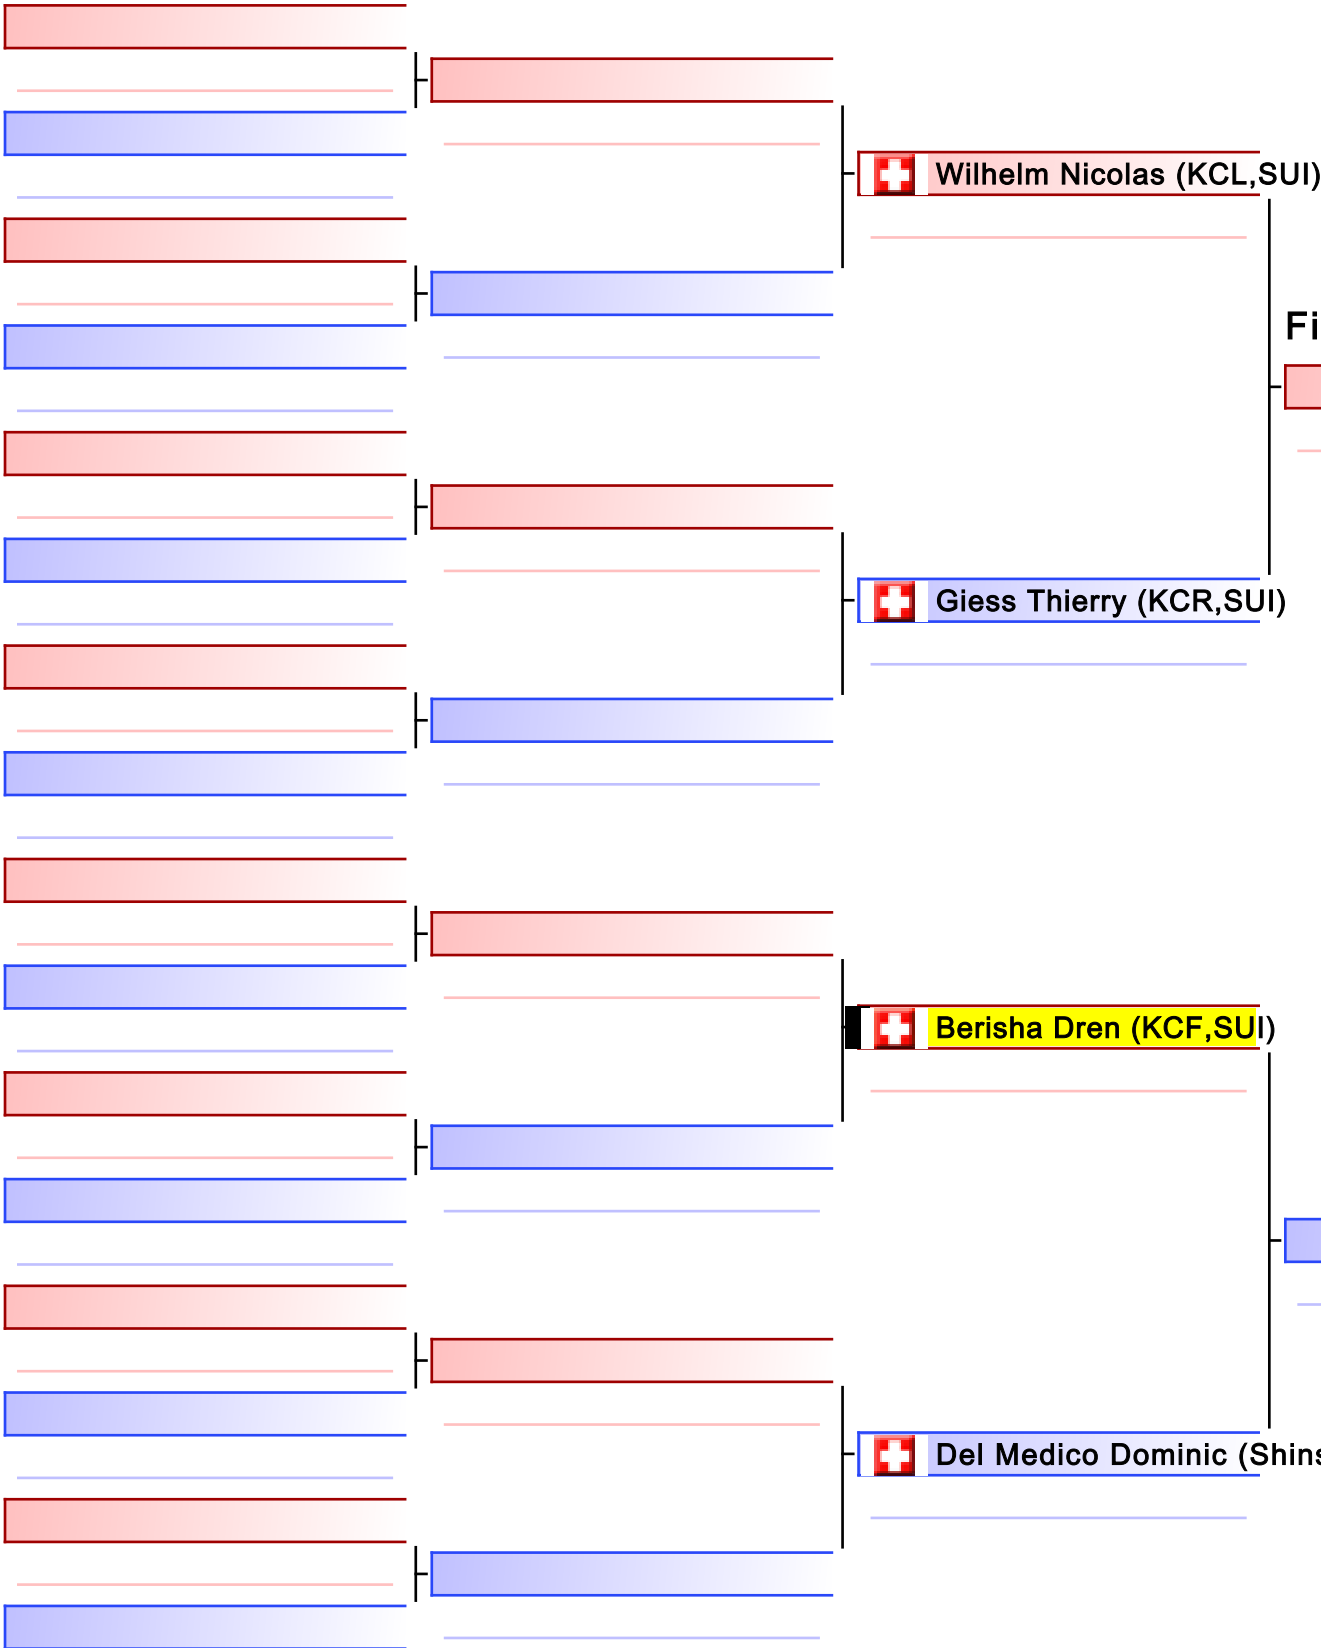 Wilhelm Nicolas (KCL,SUI)
Fi
Giess Thierry (KCR,SUI)
Berisha Dren (KCF,SUI)
Del Medico Dominic (Shins